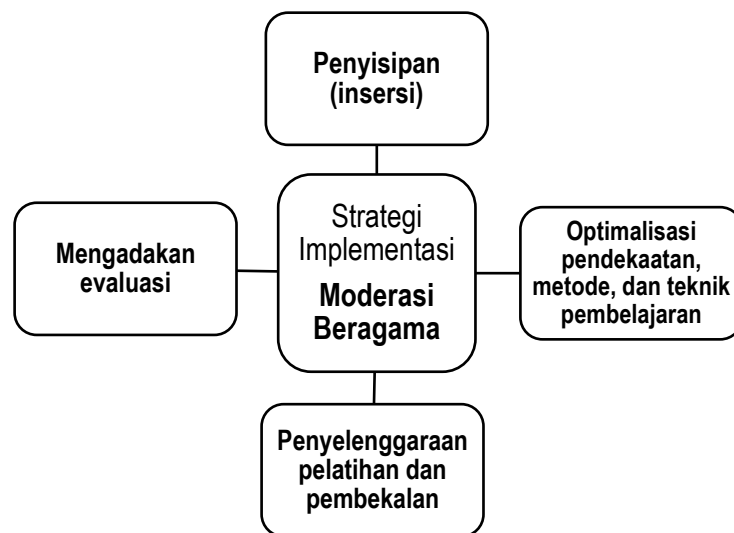 Penyisipan
(insersi)
Strategi
Implementasi
Moderasi
Beragama
Mengadakan
evaluasi
Optimalisasi
pendekaatan,
metode, dan teknik
pembelajaran
Penyelenggaraan
pelatihan dan
pembekalan